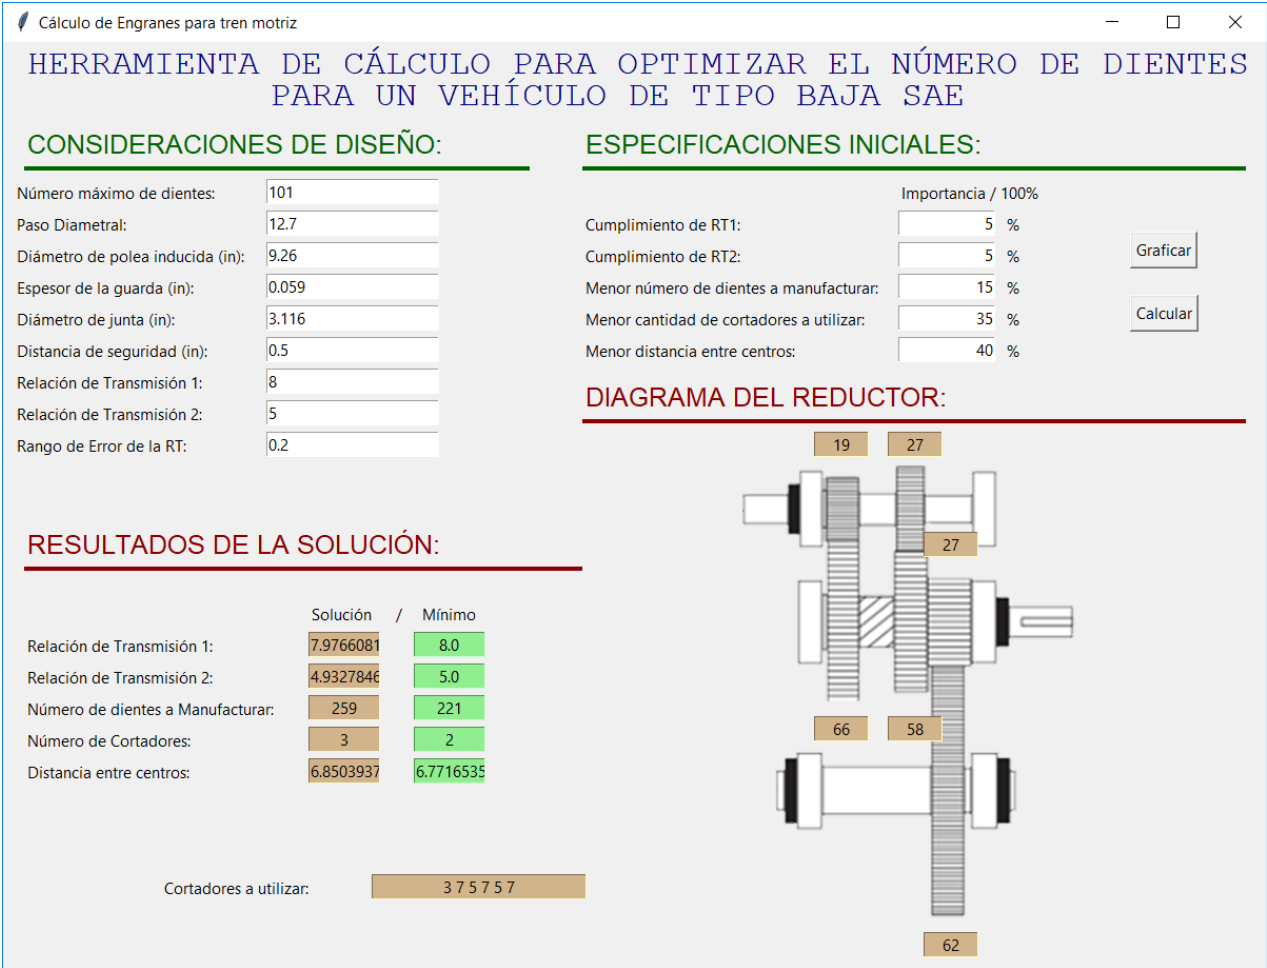 Cálculo de Engranes para tren motriz
HERRAMIENTA DE CÁLCULO PARA OPTIMIZAR EL NÚMERO DE DIENTES
PARA UN VEHÍCULO DE TIPO BAJA SAE
CONSIDERACIONES DE DISEÑO:
Número máximo de dientes: 101
Paso Diametral: 12.7
Diámetro de polea inducida (in): 9.26
Espesor de la guarda (in): 0.059
Diámetro de junta (in): 3.116
Distancia de seguridad (in): 0.5
Relación de Transmisión 1: 8
Relación de Transmisión 2: 5
Rango de Error de la RT: 0.2
ESPECIFICACIONES INICIALES:
Importancia / 100%
Cumplimiento de RT1: 5 %
Cumplimiento de RT2: 5 %
Menor número de dientes a manufacturar: 15 %
Menor cantidad de cortadores a utilizar: 35 %
Menor distancia entre centros: 40 %
Graficar
Calcular
DIAGRAMA DEL REDUCTOR:
19 27
27
66 58
62
RESULTADOS DE LA SOLUCIÓN:
Solución / Mínimo
Relación de Transmisión 1: 7.9766081 8.0
Relación de Transmisión 2: 4.9327846 5.0
Número de dientes a Manufacturar: 259 221
Número de Cortadores: 3 2
Distancia entre centros: 6.8503937 6.7716535
Cortadores a utilizar: 3 7 5 7 5 7